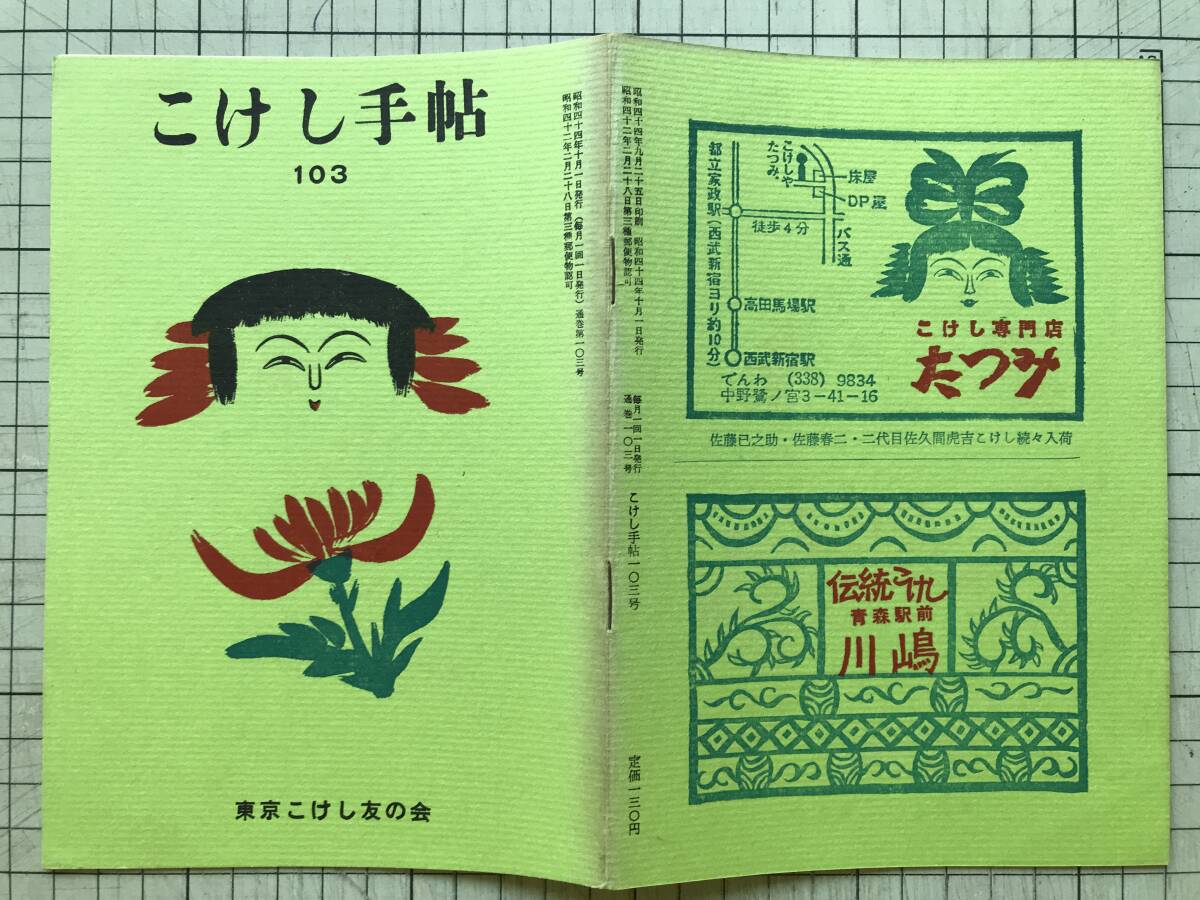 こけし手帖
103
東京こけし友の会
昭和四十四年十月一日発行(毎月一回一日発行)通巻第一〇三号
昭和四十二年二月二十八日第三種郵便物認可
昭和四十四年九月二十五日印刷 昭和四十四年十月一日発行
昭和四十二年二月二十八日第三種郵便物認可
毎月一回一日発行
通巻一〇三号
こけし手帖一〇三号
定価一三〇円
こけしや
たつみ
床屋
DP屋
バス通
徒歩4分
都立家政駅(西武新宿ヨリ約10分)
高田馬場駅
西武新宿駅
でんわ (338) 9834
中野鷺ノ宮3-41-16
こけし専門店
たつみ
佐藤巳之助・佐藤春二・二代目佐久間虎吉こけし続々入荷
伝統こけし
青森駅前
川嶋